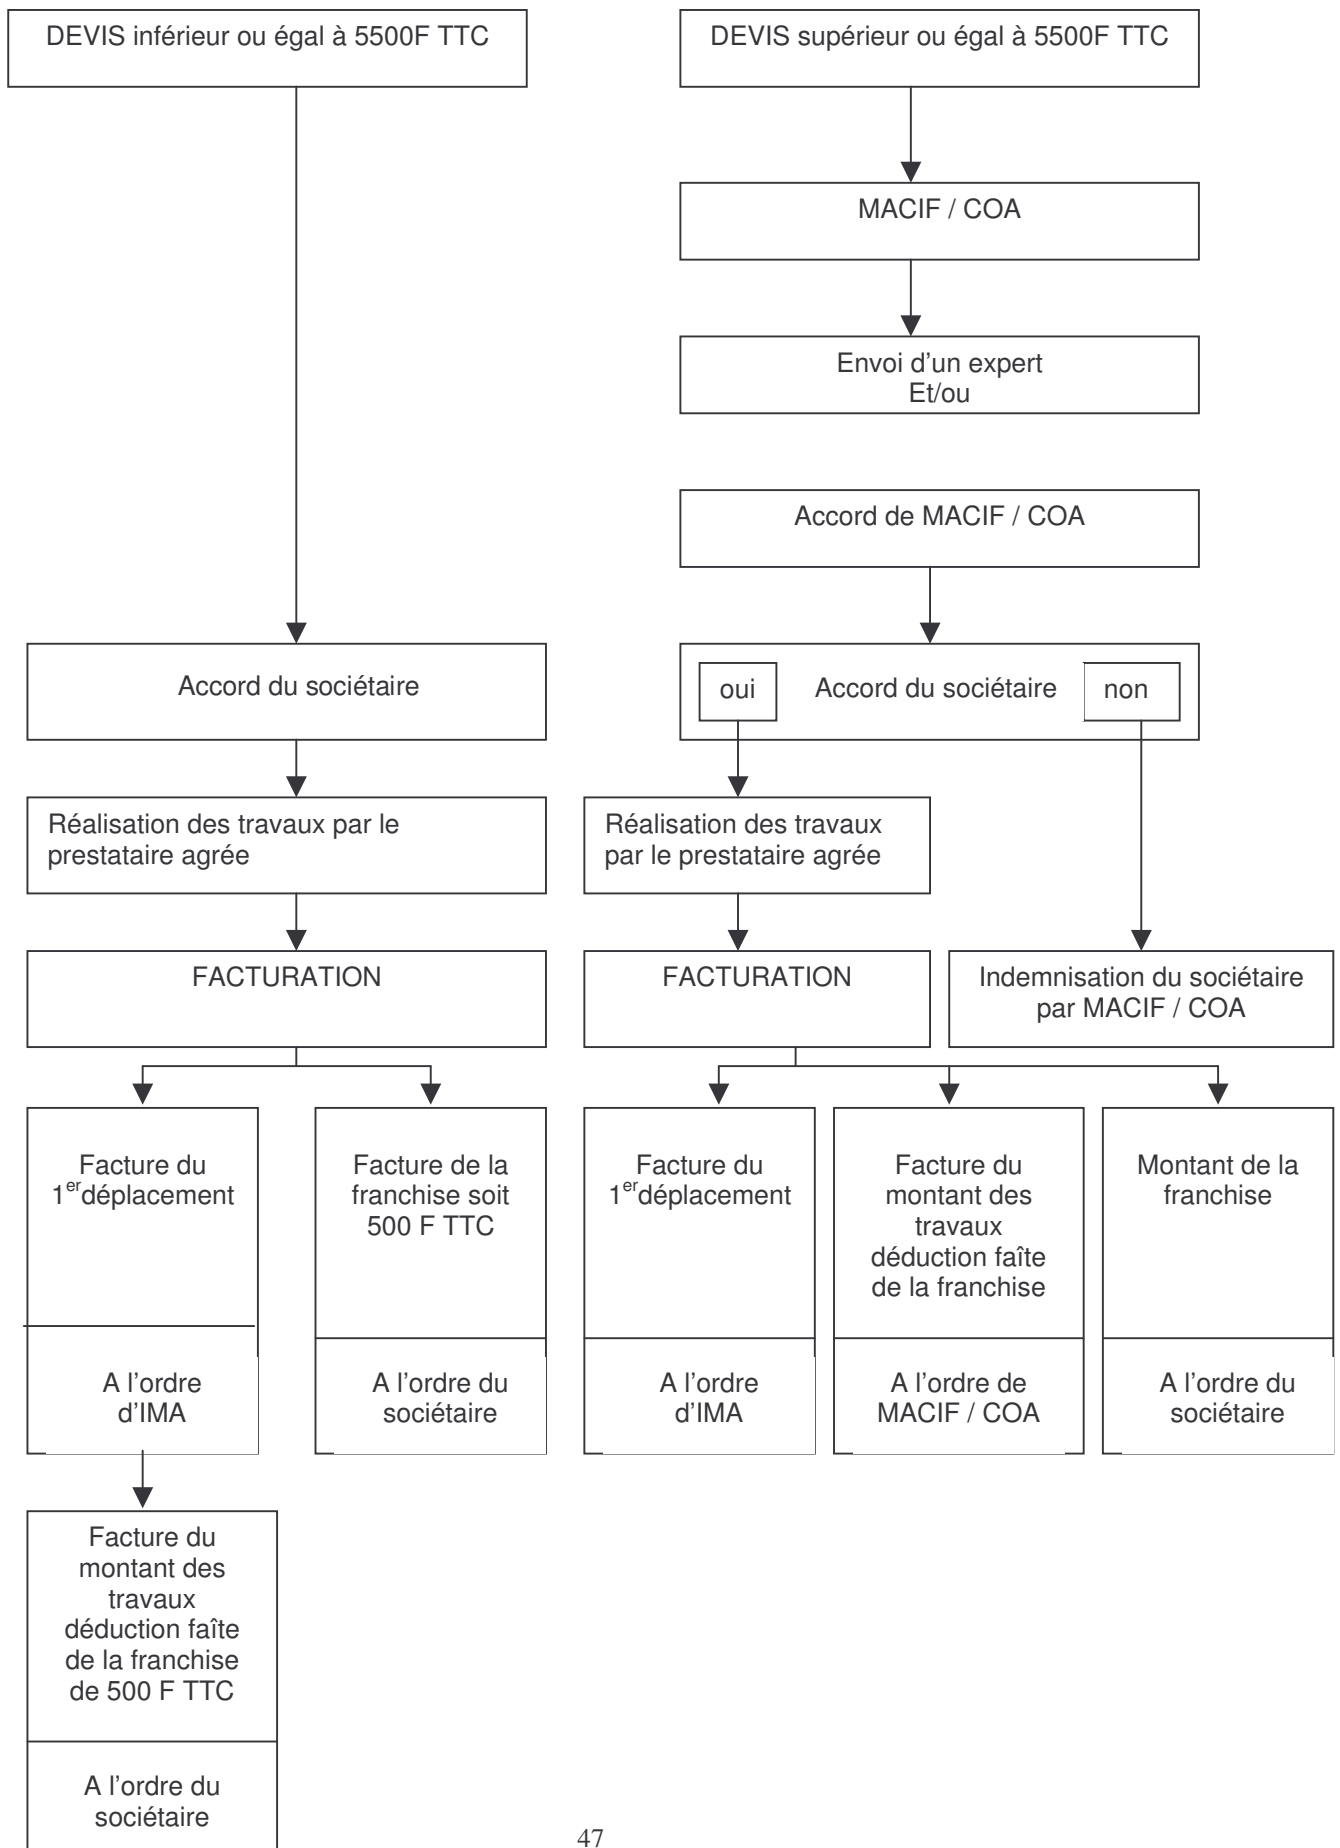 DEVIS inférieur ou égal à 5500F TTC
DEVIS supérieur ou égal à 5500F TTC
MACIF / COA
Envoi d'un expert
Et/ou
Accord de MACIF / COA
Accord du sociétaire
oui
Accord du sociétaire
non
Réalisation des travaux par le
prestataire agrée
Réalisation des travaux
par le prestataire agrée
FACTURATION
FACTURATION
Indemnisation du sociétaire
par MACIF / COA
Facture du
1er déplacement
A l'ordre
d'IMA
Facture de la
franchise soit
500 F TTC
A l'ordre du
sociétaire
Facture du
1er déplacement
A l'ordre
d'IMA
Facture du
montant des
travaux
déduction faîte
de la franchise
A l'ordre de
MACIF / COA
Montant de la
franchise
A l'ordre du
sociétaire
Facture du
montant des
travaux
déduction faîte
de la franchise
de 500 F TTC
A l'ordre du
sociétaire
47